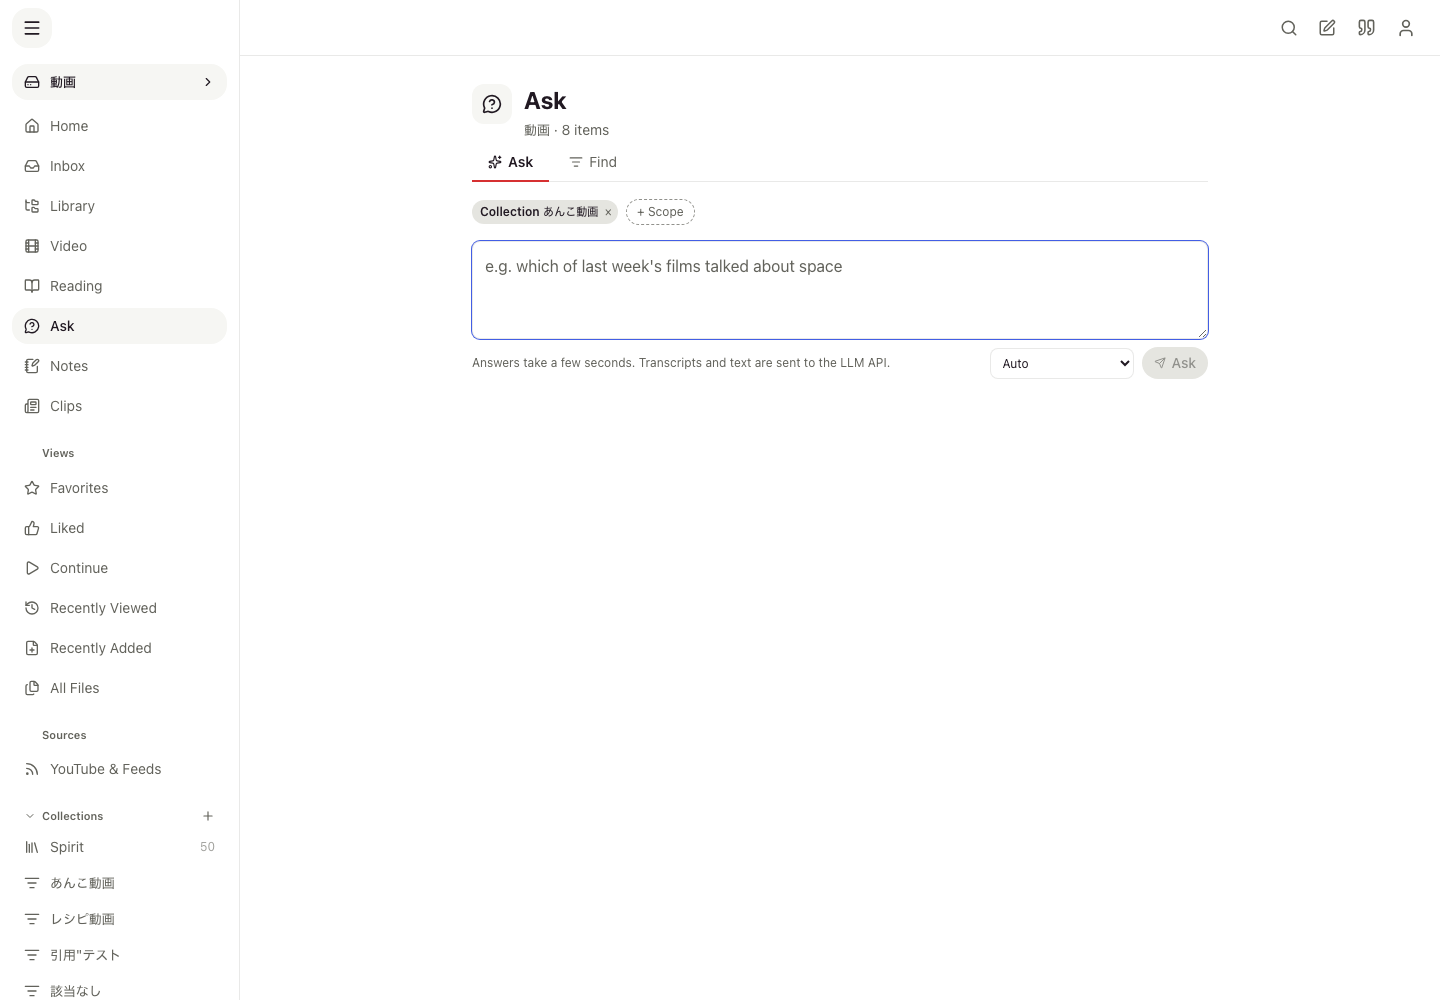 動画
Home
Inbox
Library
Video
Reading
Ask
Notes
Clips
Views
Favorites
Liked
Continue
Recently Viewed
Recently Added
All Files
Sources
YouTube & Feeds
Collections
Spirit 50
あんこ動画
レシピ動画
引用"テスト
該当なし
Ask
動画 · 8 items
Ask Find
Collection あんこ動画 × + Scope
e.g. which of last week's films talked about space
Answers take a few seconds. Transcripts and text are sent to the LLM API. Auto Ask